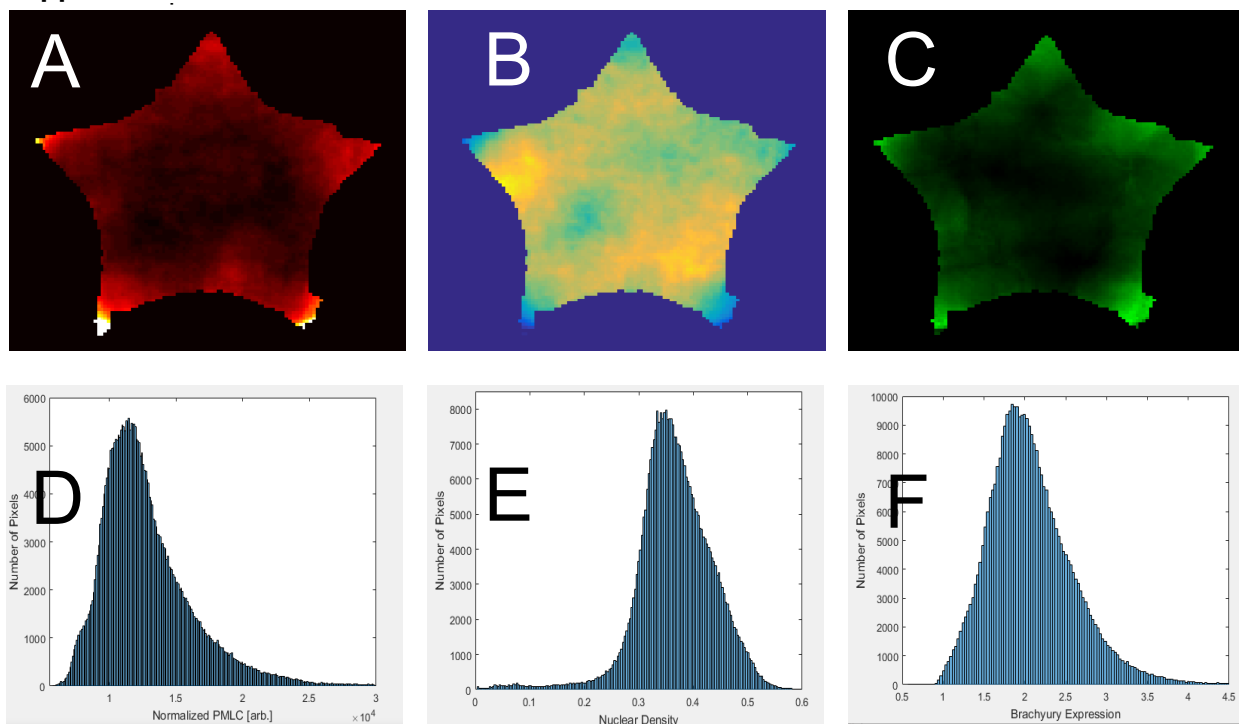 A B C
D
6000
5000
4000
3000
2000
1000
0
1 1.5 2 2.5 3
Number of Pixels
Normalized PMLC [arb.]
×10⁴
E
8000
7000
6000
5000
4000
3000
2000
1000
0
0 0.1 0.2 0.3 0.4 0.5 0.6
Number of Pixels
Nuclear Density
F
10000
9000
8000
7000
6000
5000
4000
3000
2000
1000
0
0.5 1 1.5 2 2.5 3 3.5 4 4.5
Number of Pixels
Brachyury Expression